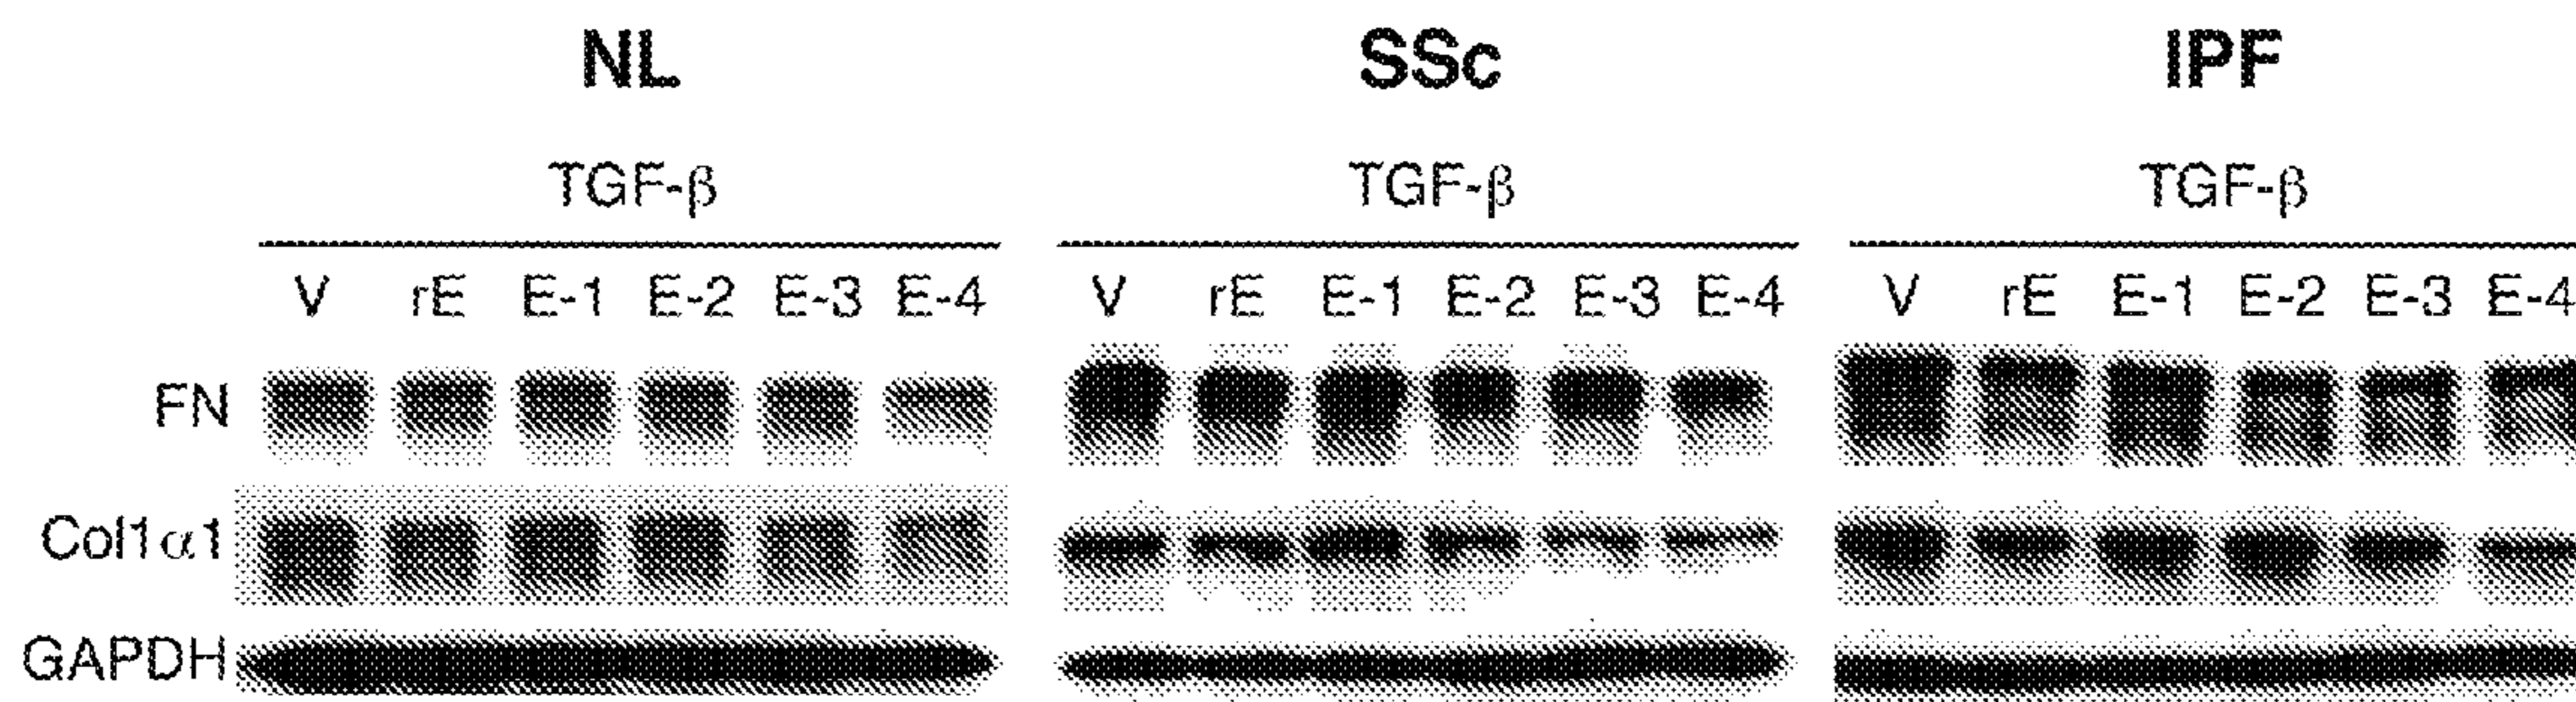 NL SSc IPF
TGF-β TGF-β TGF-β
V rE E-1 E-2 E-3 E-4 V rE E-1 E-2 E-3 E-4 V rE E-1 E-2 E-3 E-4
FN
Col1α1
GAPDH